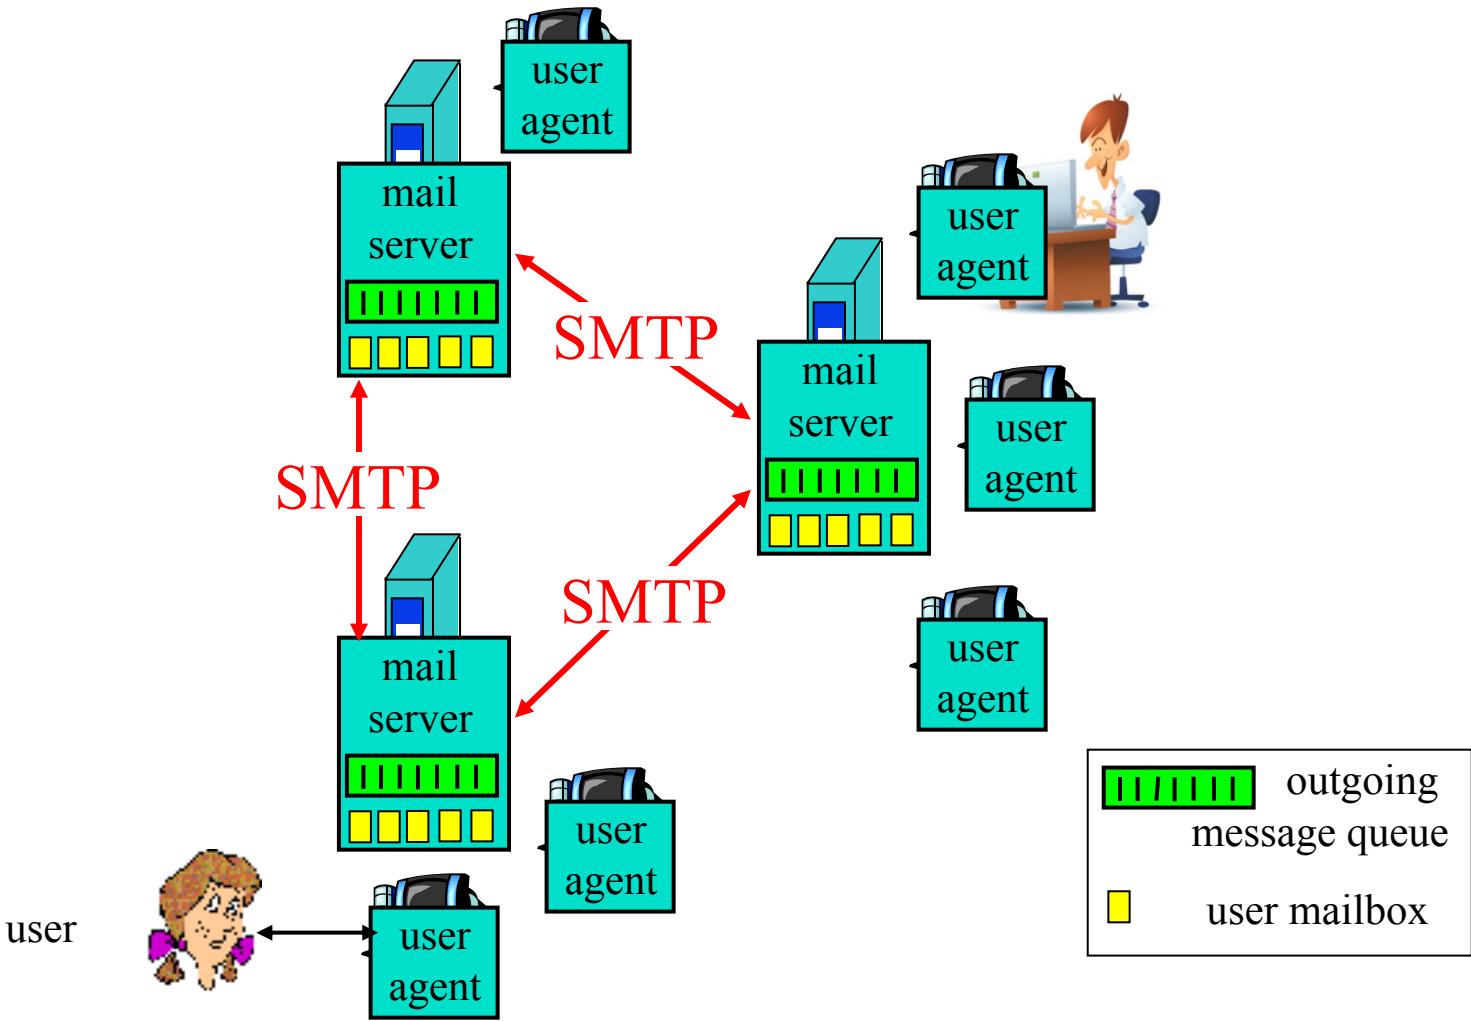 user
agent
mail
server
user
agent
SMTP
mail
server
user
agent
SMTP
SMTP
mail
server
user
agent
user
agent
user
user
agent
outgoing
message queue
user mailbox